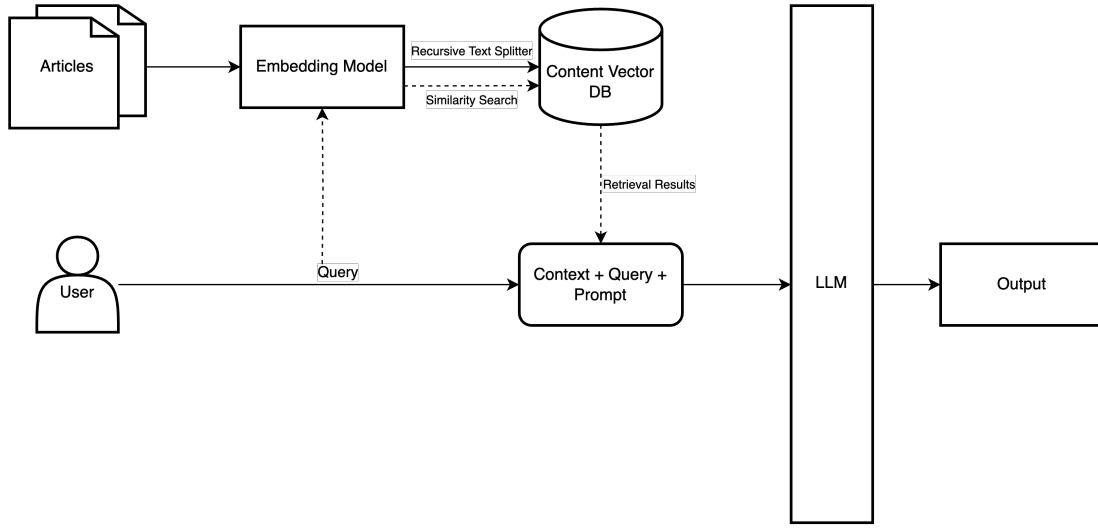 Articles
Embedding Model
Recursive Text Splitter
Similarity Search
Content Vector
DB
Retrieval Results
User
Query
Context + Query +
Prompt
LLM
Output